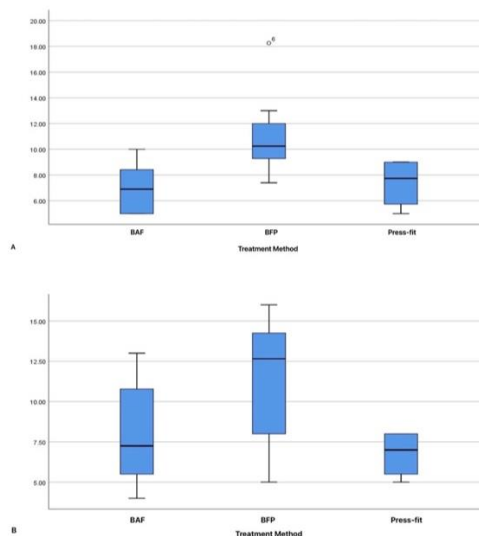 20.00
18.00
16.00
14.00
12.00
10.00
8.00
6.00
6
BAF BFP Press-fit
A
Treatment Method
15.00
12.50
10.00
7.50
5.00
BAF BFP Press-fit
B
Treatment Method